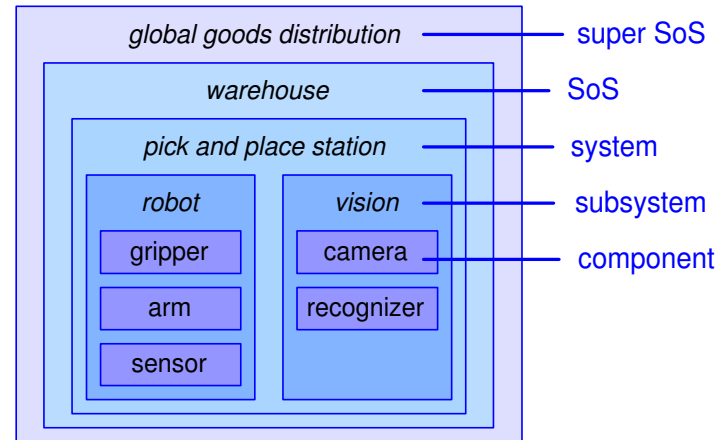 global goods distribution super SoS
warehouse SoS
pick and place station system
robot vision subsystem
gripper camera component
arm recognizer
sensor